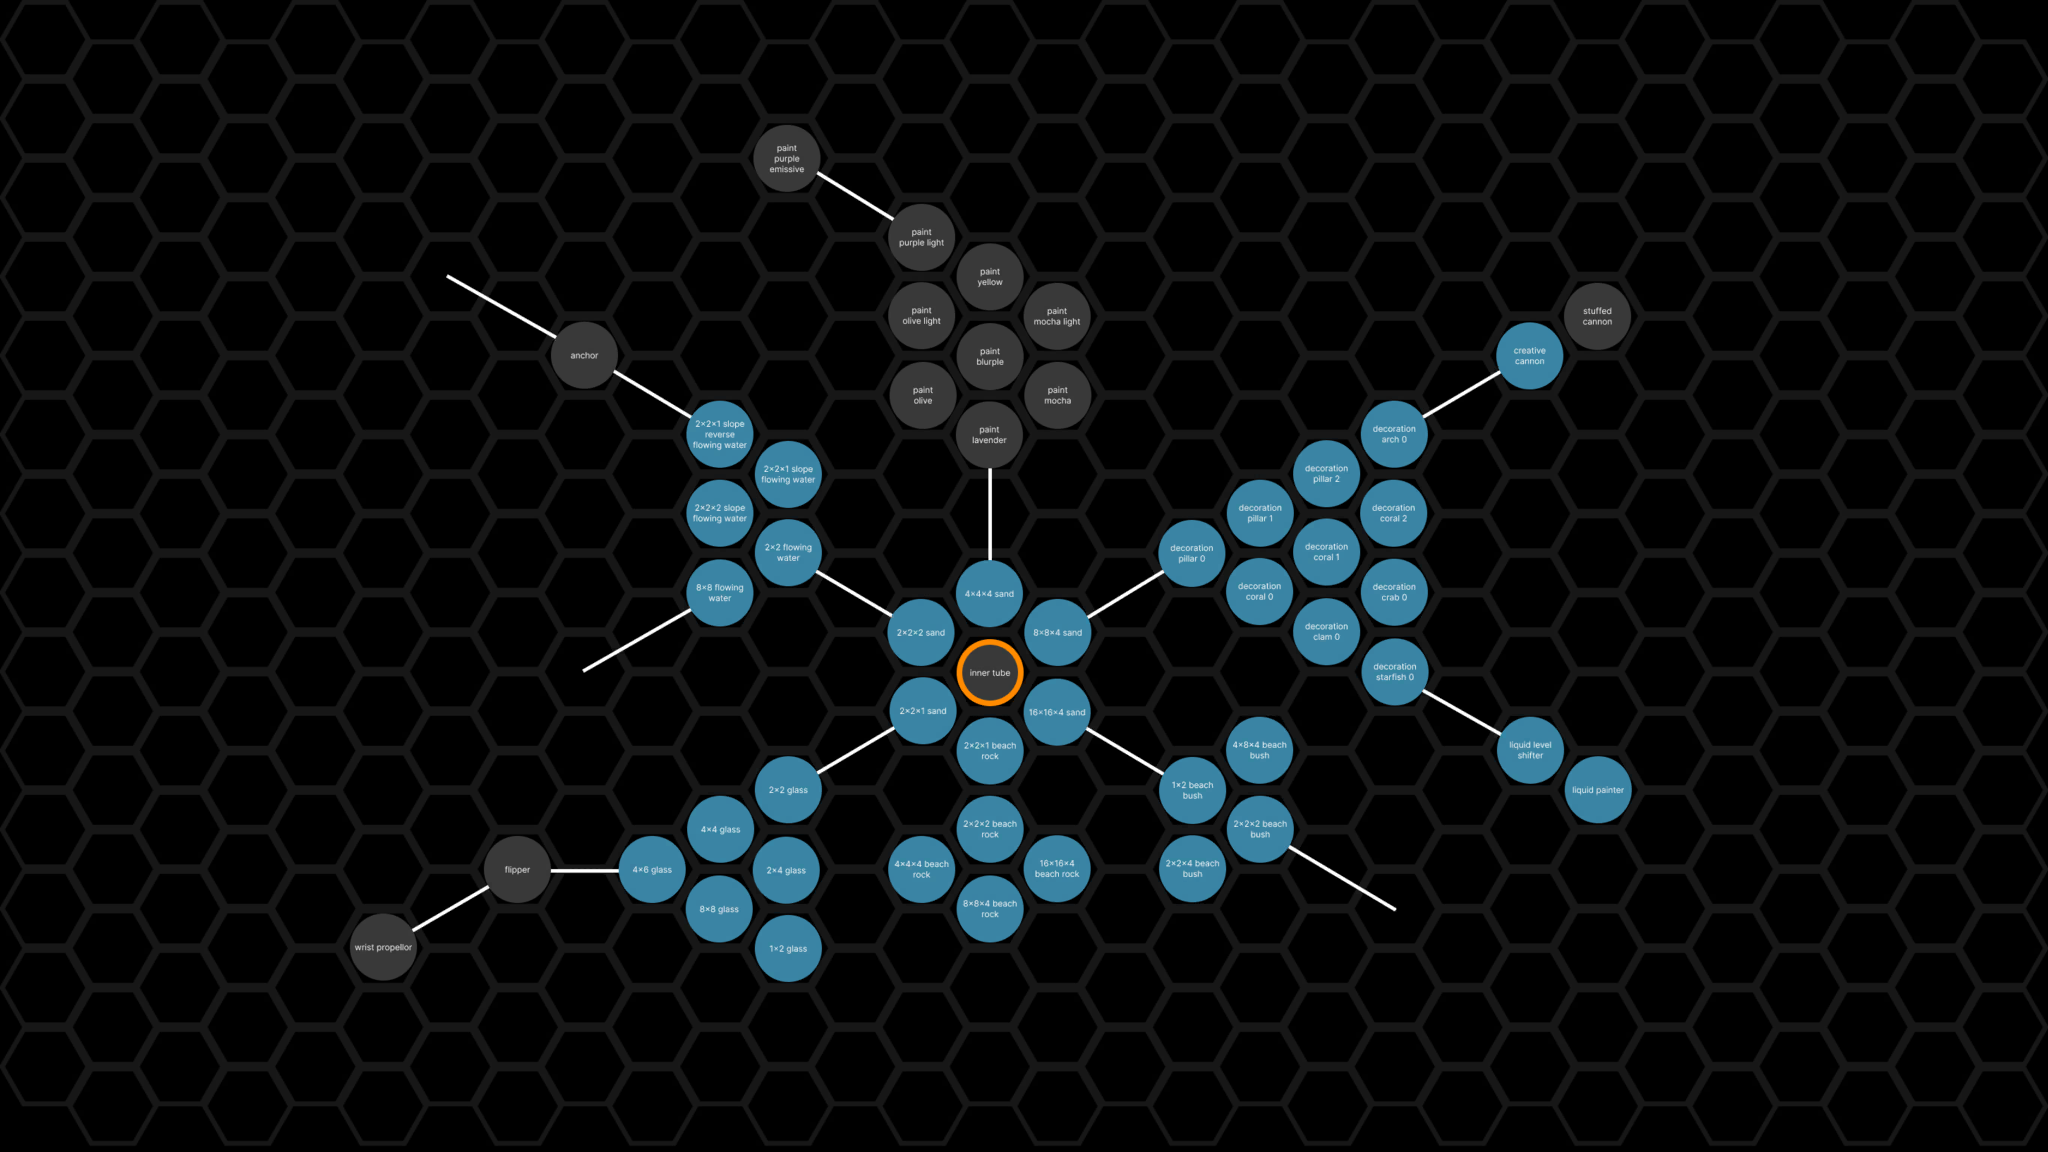 paint
purple
emissive
paint
purple light
paint
yellow
paint
olive light
paint
mocha light
stuffed
cannon
anchor
paint
blurple
creative
cannon
paint
olive
paint
mocha
2×2×1 slope
reverse
flowing water
paint
lavender
decoration
arch 0
2×2×1 slope
flowing water
decoration
pillar 2
2×2×2 slope
flowing water
decoration
pillar 1
decoration
coral 2
2×2 flowing
water
decoration
pillar 0
decoration
coral 1
8×8 flowing
water
4×4×4 sand
decoration
coral 0
decoration
crab 0
2×2×2 sand
8×8×4 sand
decoration
clam 0
inner tube
decoration
starfish 0
2×2×1 sand
16×16×4 sand
2×2×1 beach
rock
4×8×4 beach
bush
liquid level
shifter
2×2 glass
1×2 beach
bush
liquid painter
4×4 glass
2×2×2 beach
rock
2×2×2 beach
bush
flipper
4×6 glass
2×4 glass
4×4×4 beach
rock
16×16×4
beach rock
2×2×4 beach
bush
8×8 glass
8×8×4 beach
rock
wrist propellor
1×2 glass